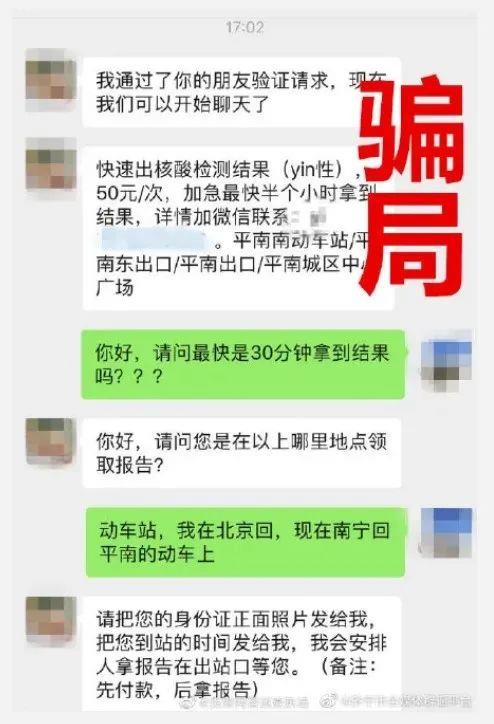 17:02
我通过了你的朋友验证请求，现在
我们可以开始聊天了
骗
局
快速出核酸检测结果（yin性），
50元/次，加急最快半个小时拿到
结果，详情加微信联系
。平南南动车站/平
南东出口/平南出口/平南城区中心
广场
你好，请问最快是30分钟拿到结果
吗？？？
你好，请问您是在以上哪里地点领
取报告？
动车站，我在北京回，现在南宁回
平南的动车上
请把您的身份证正面照片发给我，
把您到站的时间发给我，我会安排
人拿报告在出站口等您。（备注：
先付款，后拿报告）